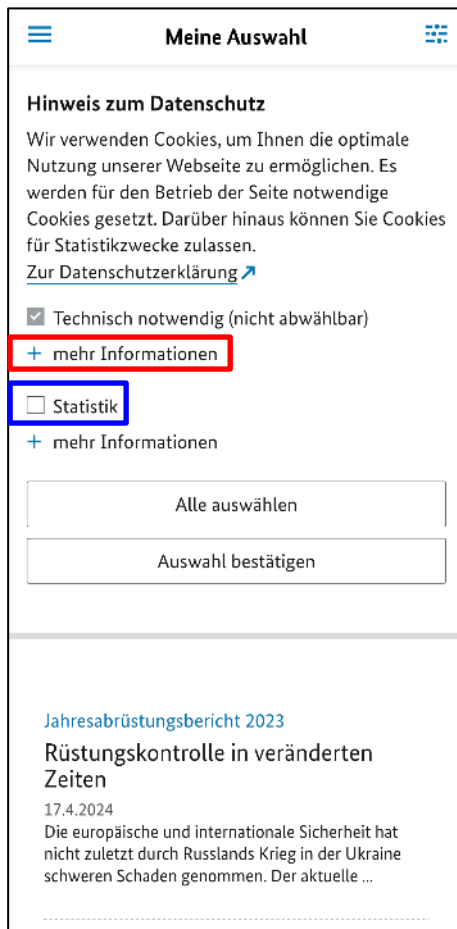 Meine Auswahl
Hinweis zum Datenschutz
Wir verwenden Cookies, um Ihnen die optimale
Nutzung unserer Webseite zu ermöglichen. Es
werden für den Betrieb der Seite notwendige
Cookies gesetzt. Darüber hinaus können Sie Cookies
für Statistikzwecke zulassen.
Zur Datenschutzerklärung
Technisch notwendig (nicht abwählbar)
+ mehr Informationen
Statistik
+ mehr Informationen
Alle auswählen
Auswahl bestätigen
Jahresabrüstungsbericht 2023
Rüstungskontrolle in veränderten
Zeiten
17.4.2024
Die europäische und internationale Sicherheit hat
nicht zuletzt durch Russlands Krieg in der Ukraine
schweren Schaden genommen. Der aktuelle ...